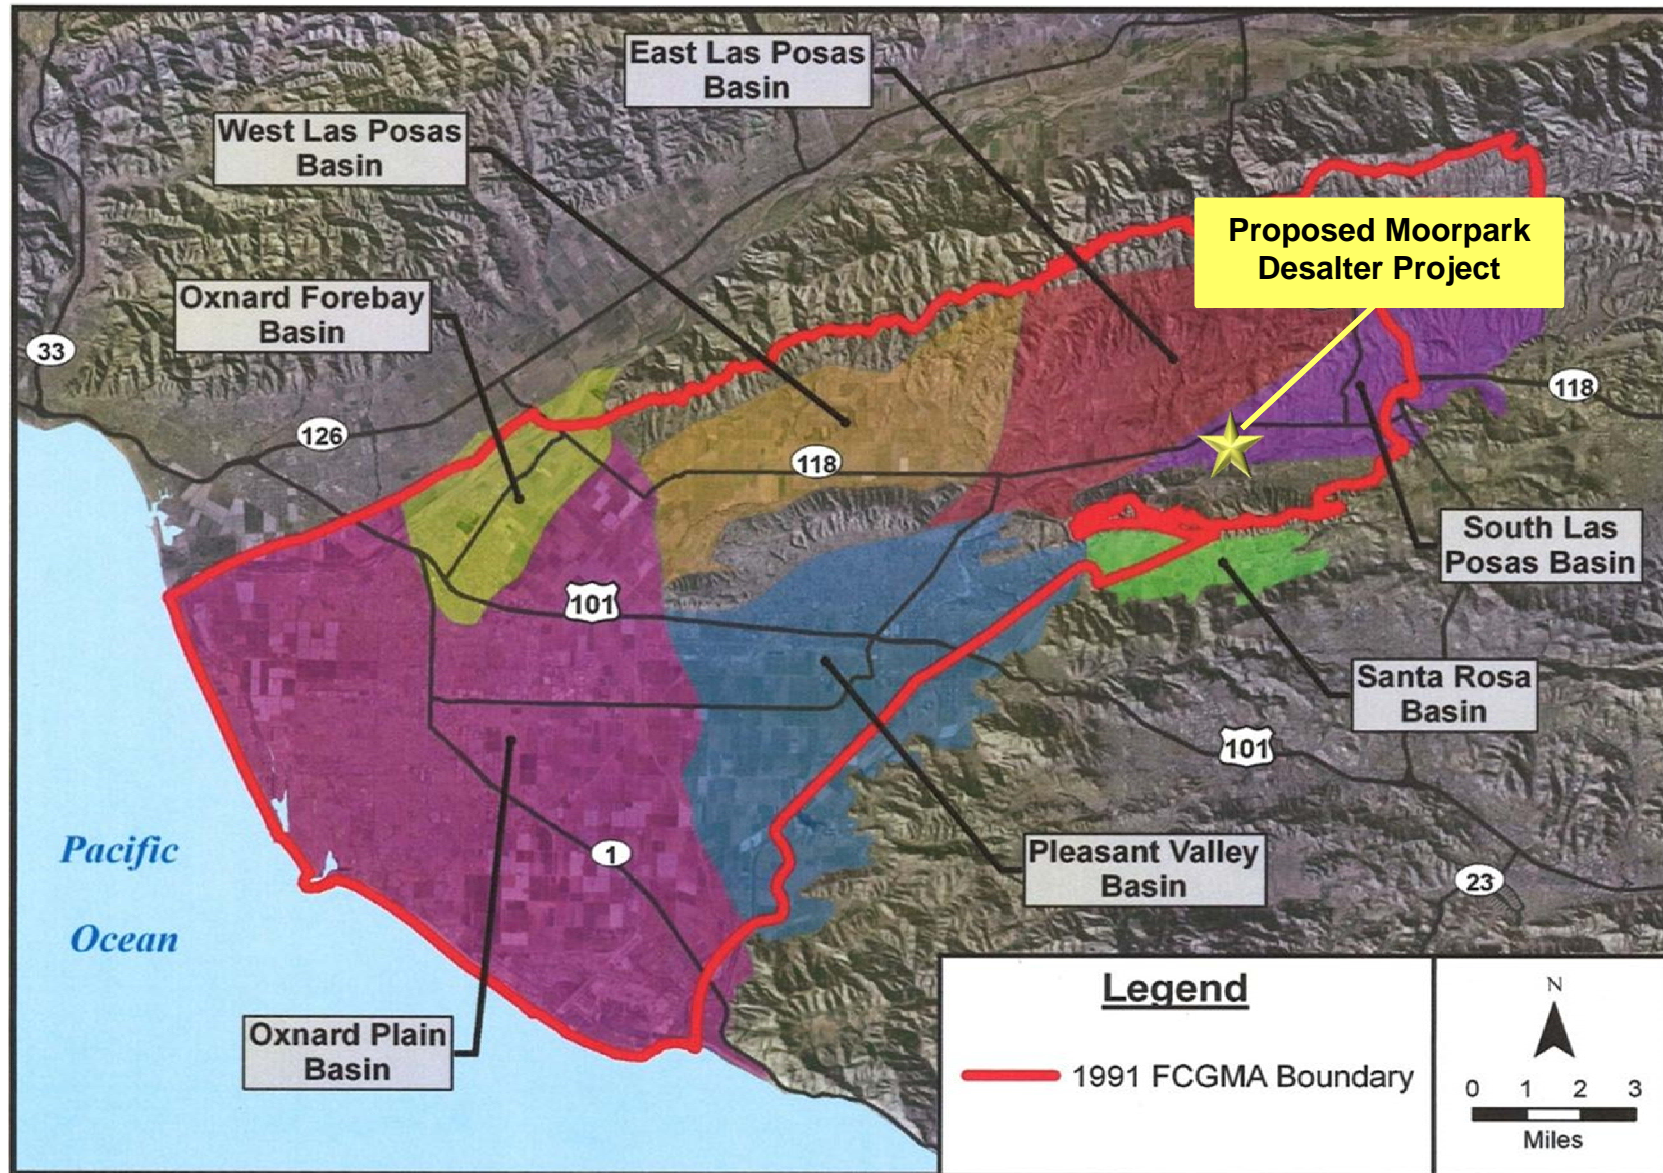 East Las Posas
Basin
West Las Posas
Basin
Proposed Moorpark
Desalter Project
Oxnard Forebay
Basin
33
126
118
118
South Las
Posas Basin
101
Santa Rosa
Basin
101
Pacific
Ocean
1
Pleasant Valley
Basin
23
Oxnard Plain
Basin
Legend
1991 FCGMA Boundary
N
0 1 2 3
Miles